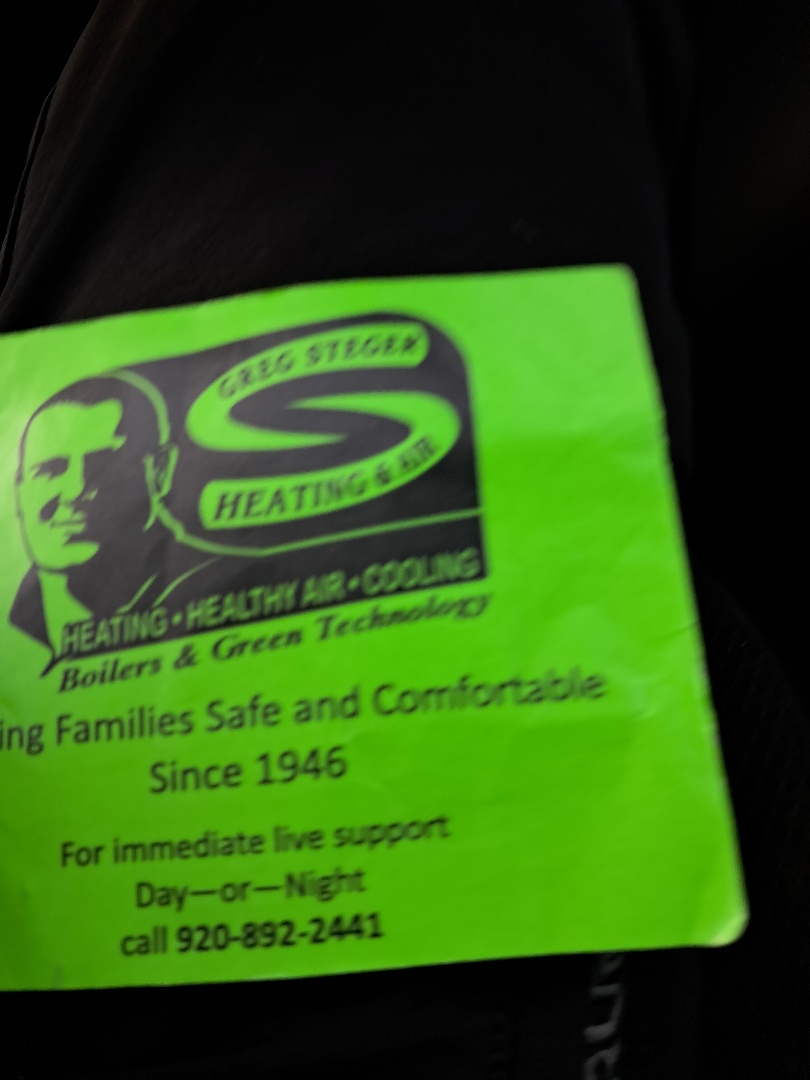 GREG STEGER
HEATING & AIR
HEATING • HEALTHY AIR • COOLING
Boilers & Green Technology
ing Families Safe and Comfortable
Since 1946
For immediate live support
Day—or—Night
call 920-892-2441